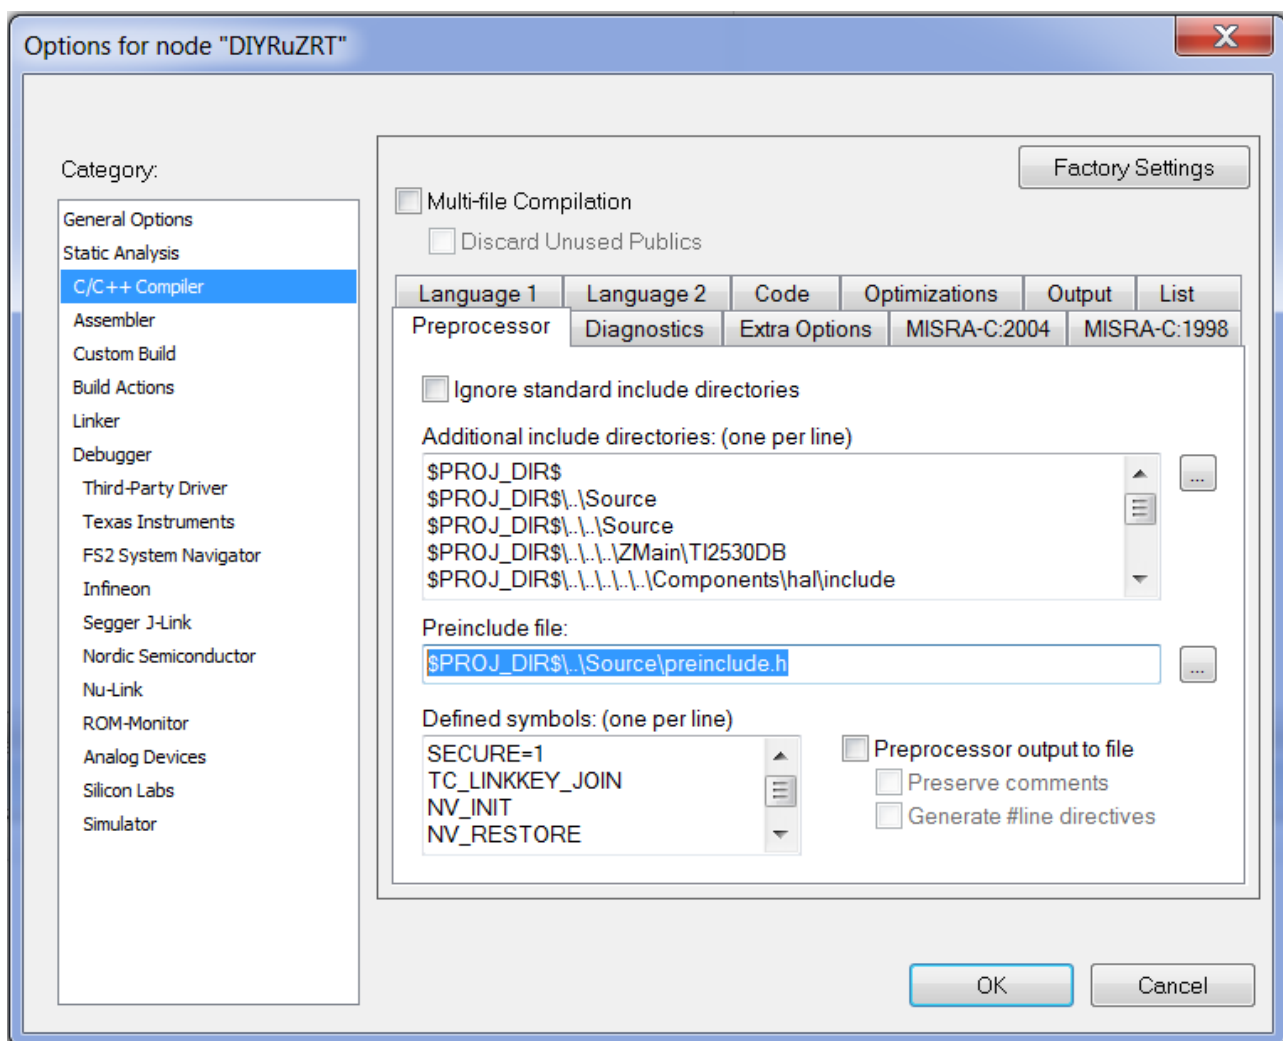 Options for node "DIYRuZRT"
X
Category:
General Options
Static Analysis
C/C++ Compiler
Assembler
Custom Build
Build Actions
Linker
Debugger
Third-Party Driver
Texas Instruments
FS2 System Navigator
Infineon
Segger J-Link
Nordic Semiconductor
Nu-Link
ROM-Monitor
Analog Devices
Silicon Labs
Simulator
Factory Settings
Multi-file Compilation
Discard Unused Publics
Language 1 Language 2 Code Optimizations Output List
Preprocessor Diagnostics Extra Options MISRA-C:2004 MISRA-C:1998
Ignore standard include directories
Additional include directories: (one per line)
$PROJ_DIR$
$PROJ_DIR$\..\Source
$PROJ_DIR$\..\..\Source
$PROJ_DIR$\..\..\..\ZMain\TI2530DB
$PROJ_DIR$\..\..\..\..\..\Components\hal\include
...
Preinclude file:
$PROJ_DIR$\..\Source\preinclude.h
...
Defined symbols: (one per line)
SECURE=1
TC_LINKKEY_JOIN
NV_INIT
NV_RESTORE
Preprocessor output to file
Preserve comments
Generate #line directives
OK Cancel